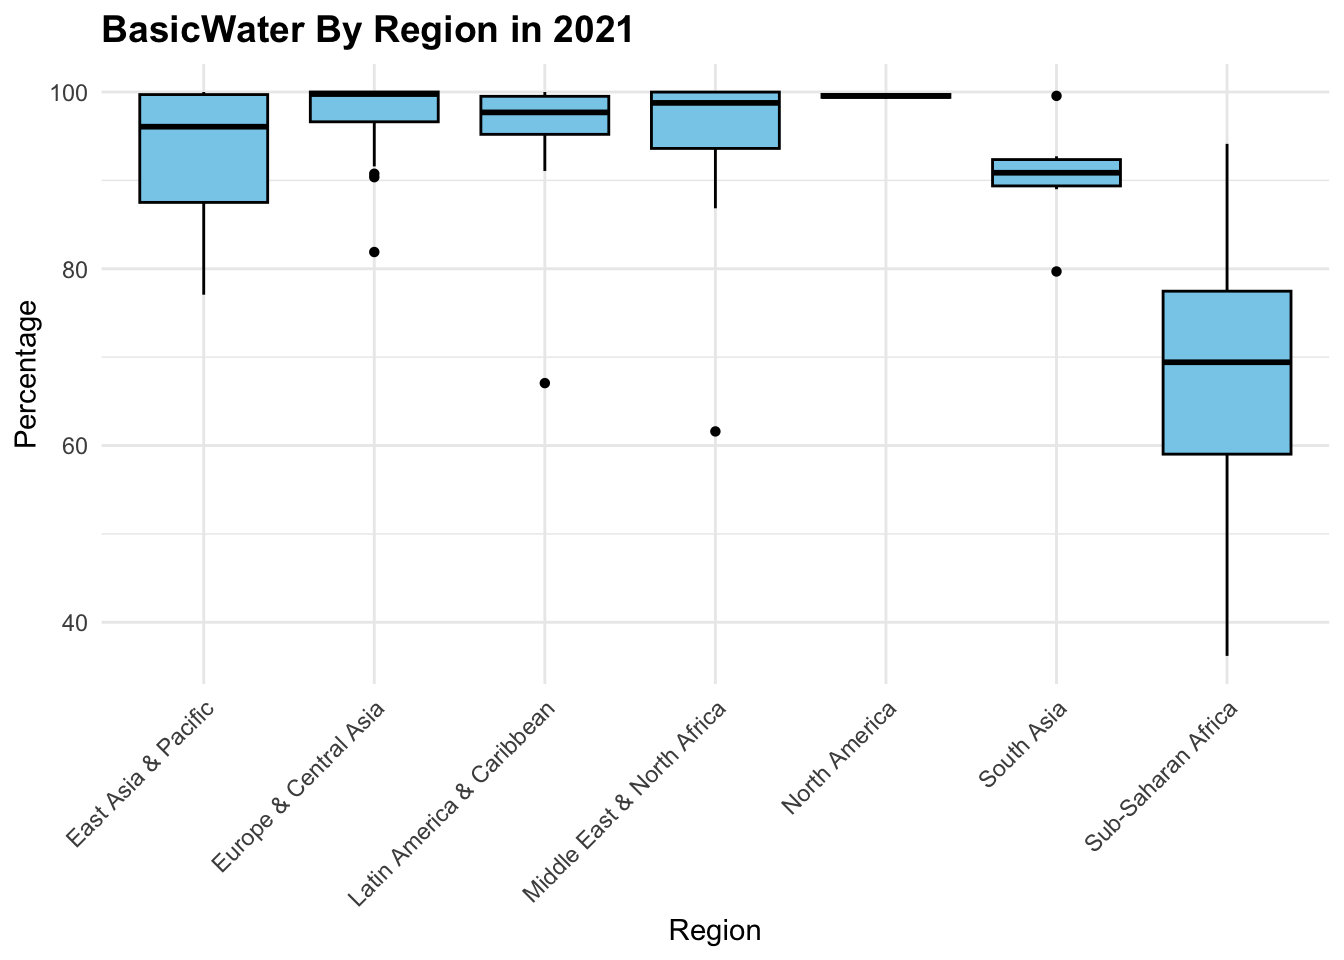 BasicWater By Region in 2021
Percentage
100
80
60
40
East Asia & Pacific
Europe & Central Asia
Latin America & Caribbean
Middle East & North Africa
North America
South Asia
Sub-Saharan Africa
Region